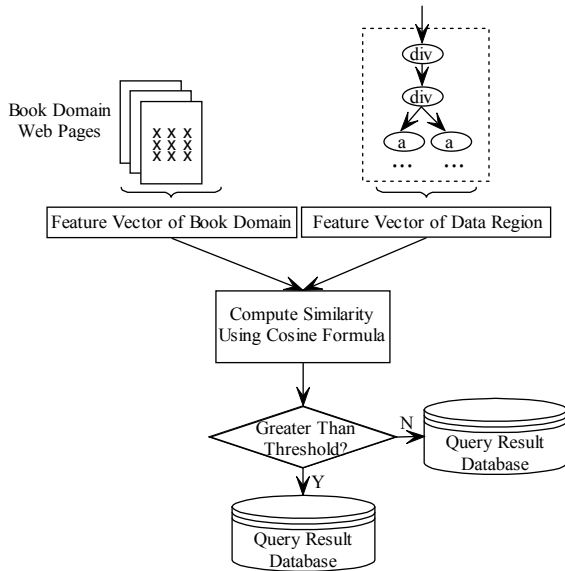 div
div
a a
... ...
Book Domain
Web Pages
X X X
X X X
X X X
Feature Vector of Book Domain
Feature Vector of Data Region
Compute Similarity
Using Cosine Formula
Greater Than
Threshold?
N
Query Result
Database
Y
Query Result
Database